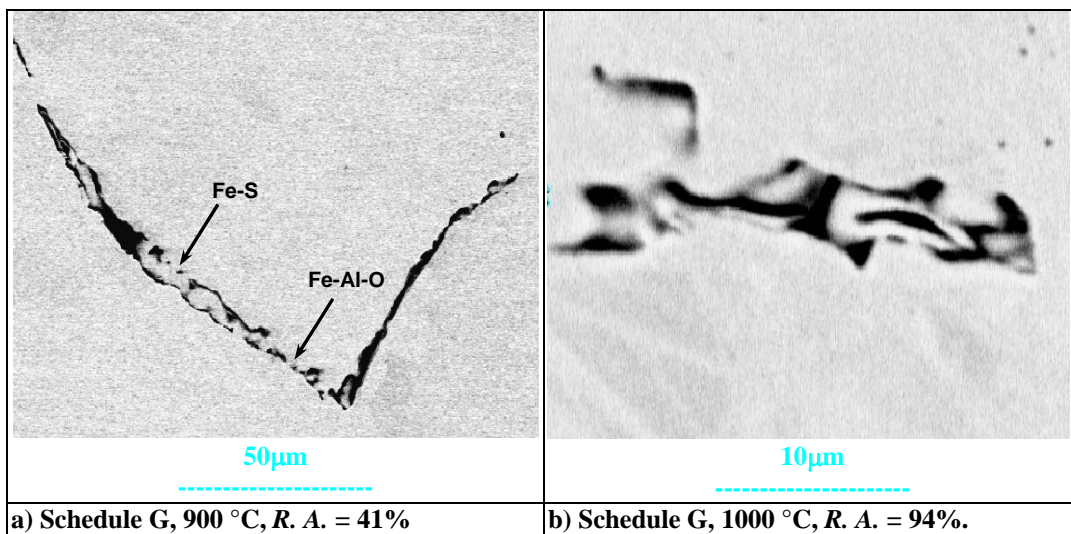 Fe-S
Fe-Al-O
50μm
10μm
a) Schedule G, 900 °C, R. A. = 41%
b) Schedule G, 1000 °C, R. A. = 94%.